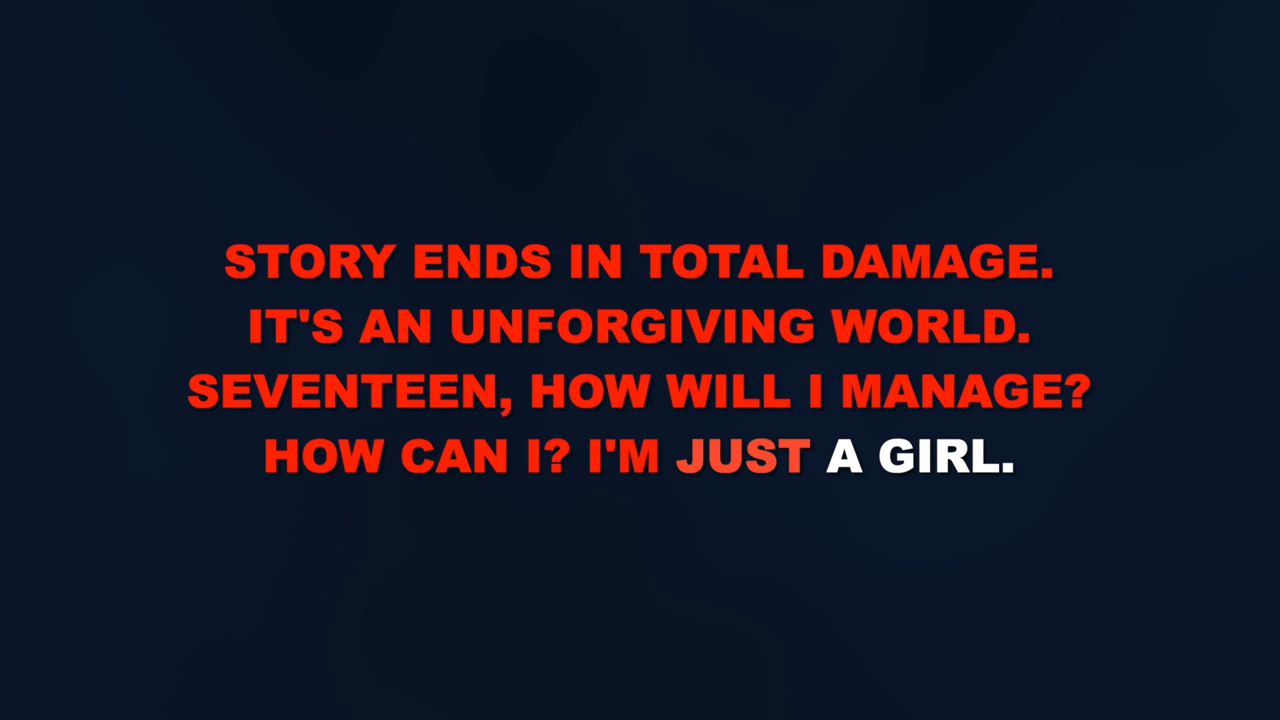 STORY ENDS IN TOTAL DAMAGE.
IT'S AN UNFORGIVING WORLD.
SEVENTEEN, HOW WILL I MANAGE?
HOW CAN I? I'M JUST A GIRL.